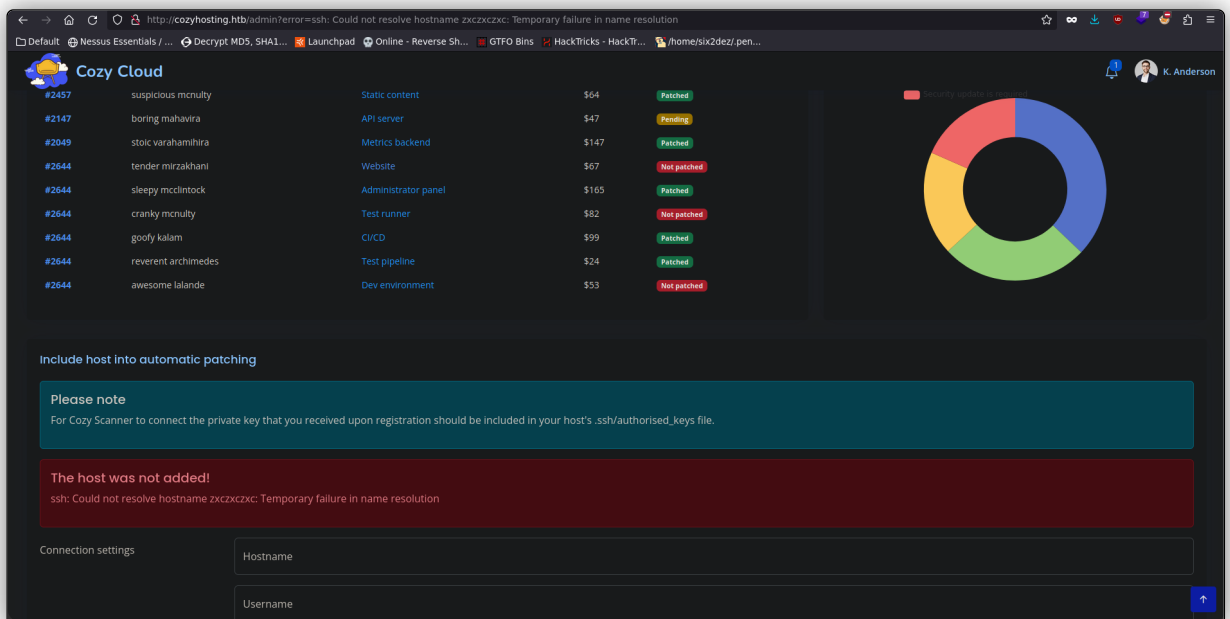 http://cozyhosting.htb/admin?error=ssh: Could not resolve hostname zxczxczxc: Temporary failure in name resolution
7
Default Nessus Essentials / ... Decrypt MD5, SHA1... Launchpad Online - Reverse Sh... GTFO Bins HackTricks - HackTr... /home/six2dez/.pen...
Cozy Cloud 1 K. Anderson
#2457 suspicious mcnulty Static content $64 Patched
Security update is required
#2147 boring mahavira API server $47 Pending
#2049 stoic varahamihira Metrics backend $147 Patched
#2644 tender mirzakhani Website $67 Not patched
#2644 sleepy mcclintock Administrator panel $165 Patched
#2644 cranky mcnulty Test runner $82 Not patched
#2644 goofy kalam CI/CD $99 Patched
#2644 reverent archimedes Test pipeline $24 Patched
#2644 awesome lalande Dev environment $53 Not patched
Include host into automatic patching
Please note
For Cozy Scanner to connect the private key that you received upon registration should be included in your host's .ssh/authorised_keys file.
The host was not added!
ssh: Could not resolve hostname zxczxczxc: Temporary failure in name resolution
Connection settings
Hostname
Username